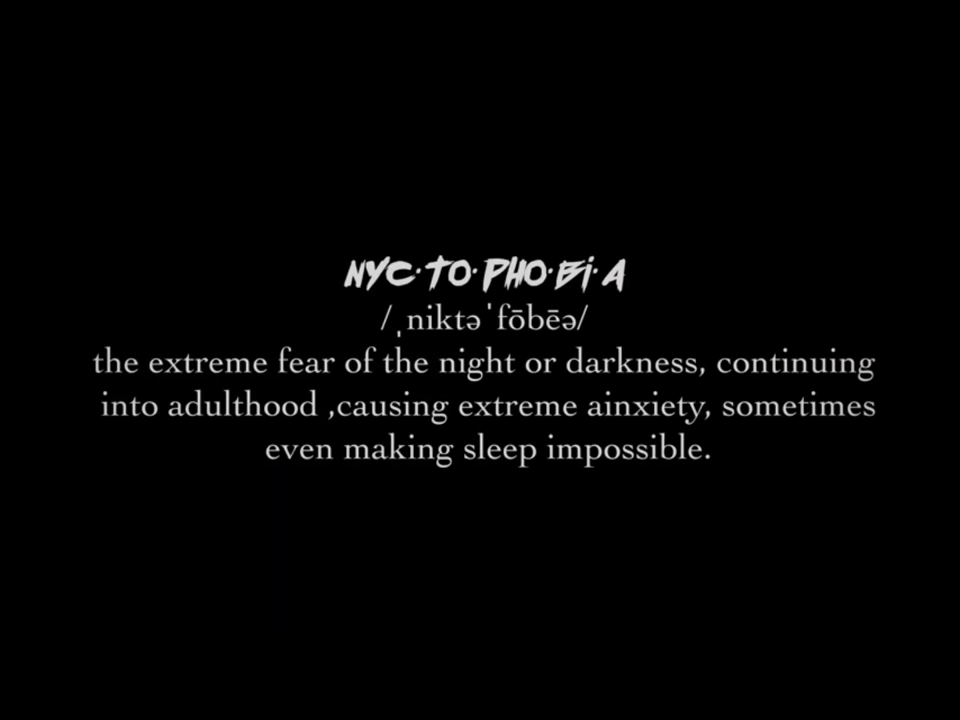 NYC·TO·PHO·Bi·A
/ˌniktəˈfōbēə/
the extreme fear of the night or darkness, continuing
into adulthood ,causing extreme ainxiety, sometimes
even making sleep impossible.